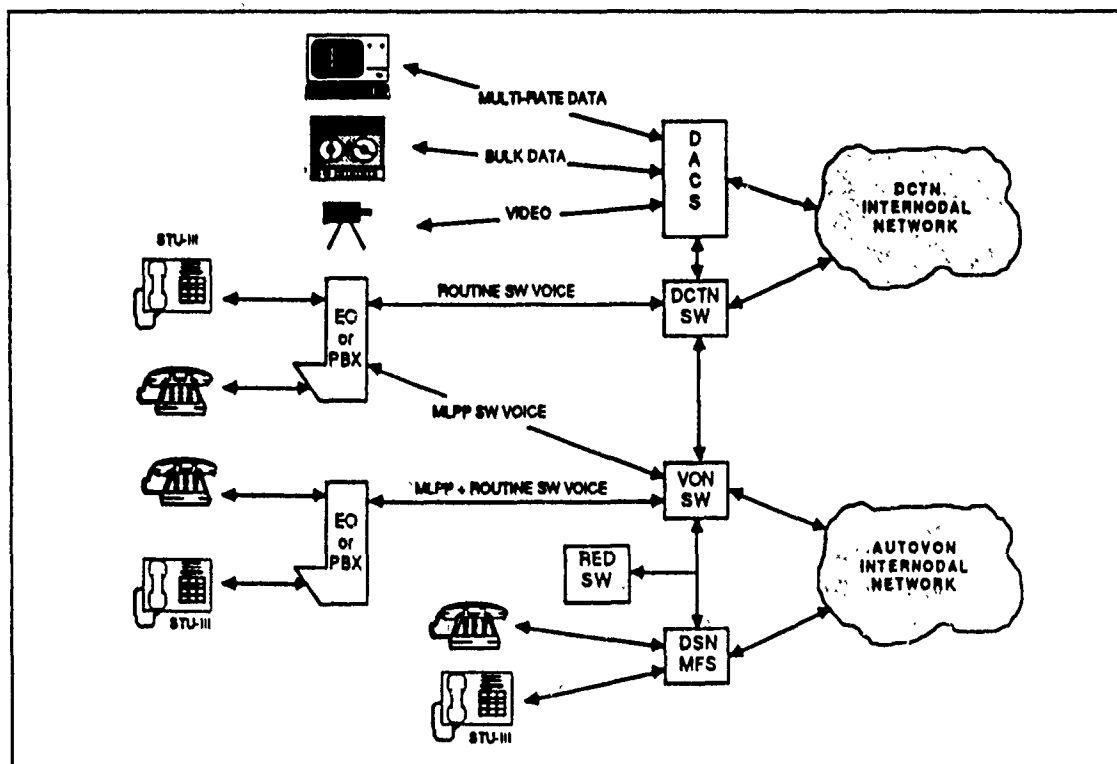 MULTI-RATE DATA
BULK DATA
VIDEO
D
A
C
S
DCTN
INTERNODAL
NETWORK
STU-III
ROUTINE SW VOICE
DCTN
SW
EO
or
PBX
MLPP SW VOICE
VON
SW
MLPP + ROUTINE SW VOICE
EO
or
PBX
STU-III
RED
SW
AUTOVON
INTERNODAL
NETWORK
DSN
MFS
STU-III